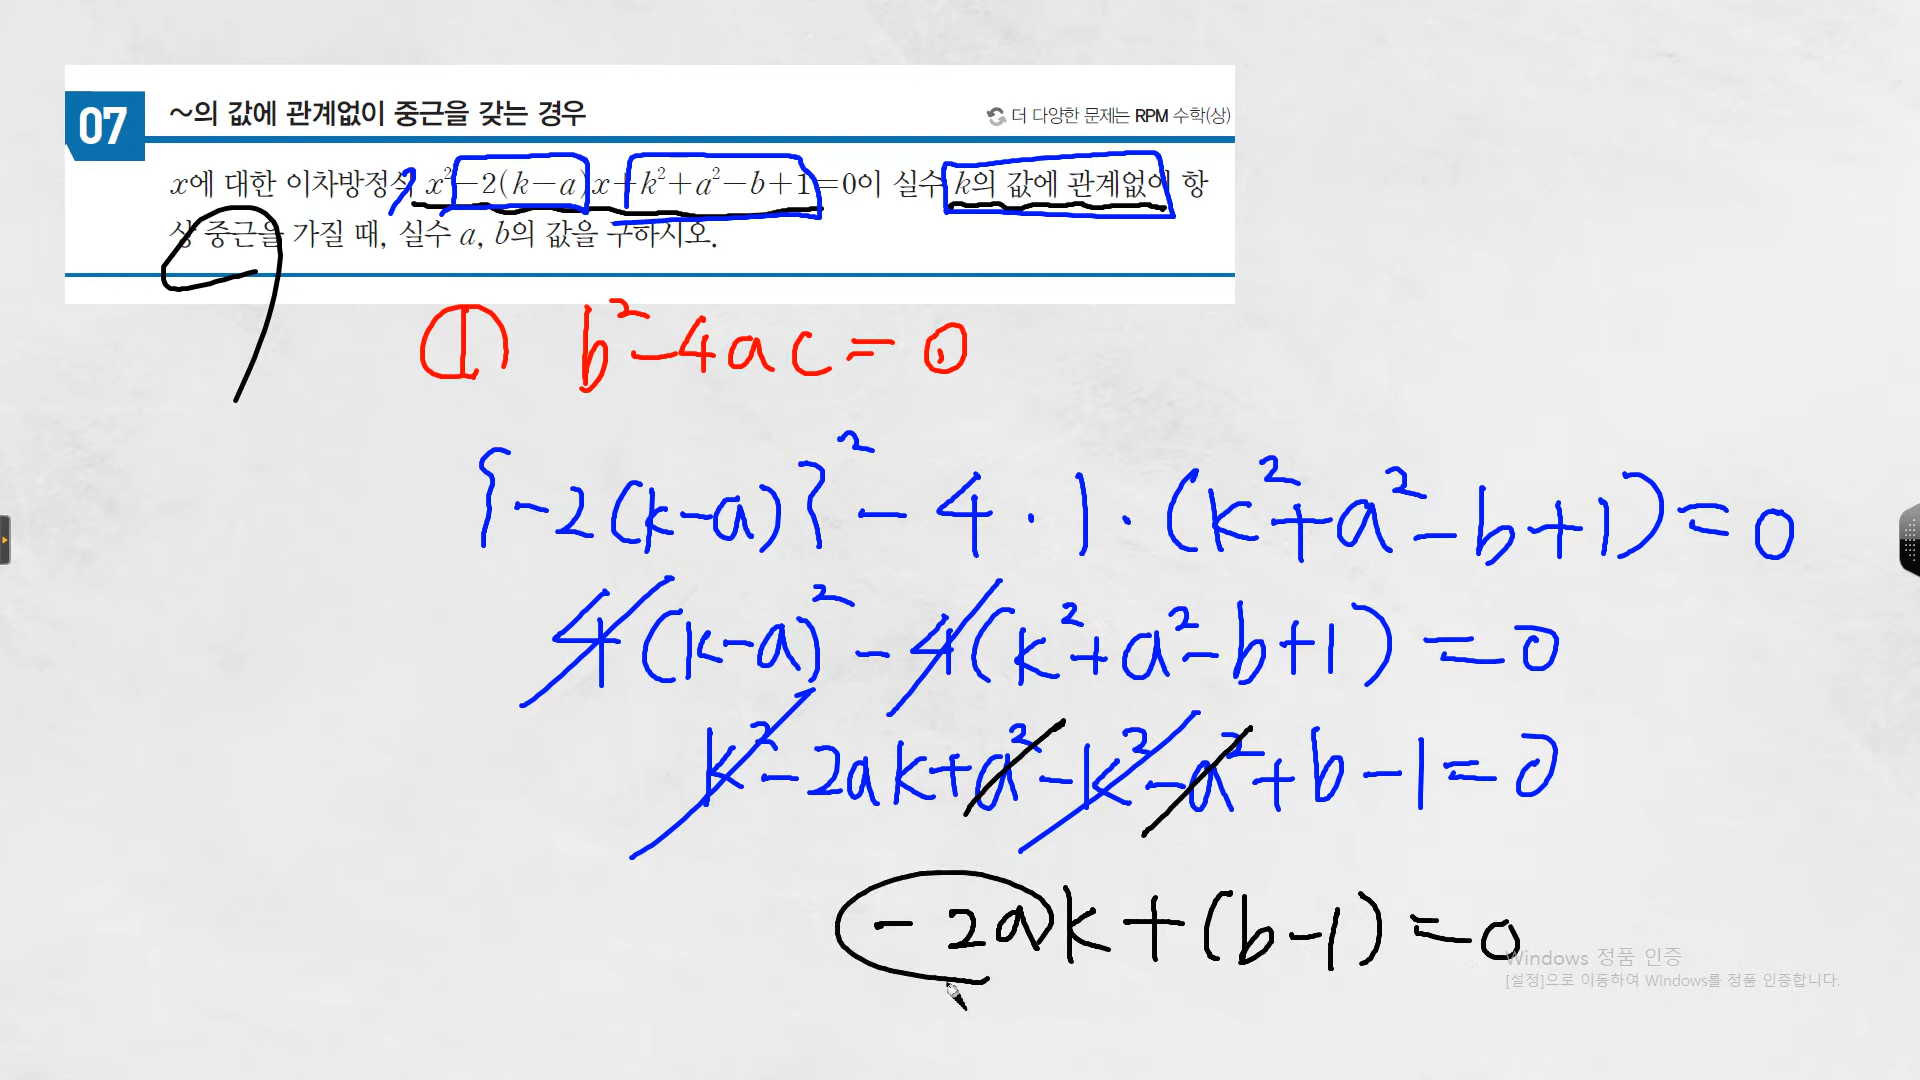 07 ~의 값에 관계없이 중근을 갖는 경우 더 다양한 문제는 RPM 수학(상)
x에 대한 이차방정식 x²-2(k-a)x+k²+a²-b+1=0이 실수 k의 값에 관계없이 항
상 중근을 가질 때, 실수 a, b의 값을 구하시오.
① b²-4ac=0
{-2(k-a)}²-4·1·(k²+a²-b+1)=0
4(k-a)²-4(k²+a²-b+1)=0
k²-2ak+a²-k²-a²+b-1=0
-2ak+(b-1)=0
Windows 정품 인증
[설정]으로 이동하여 Windows를 정품 인증합니다.